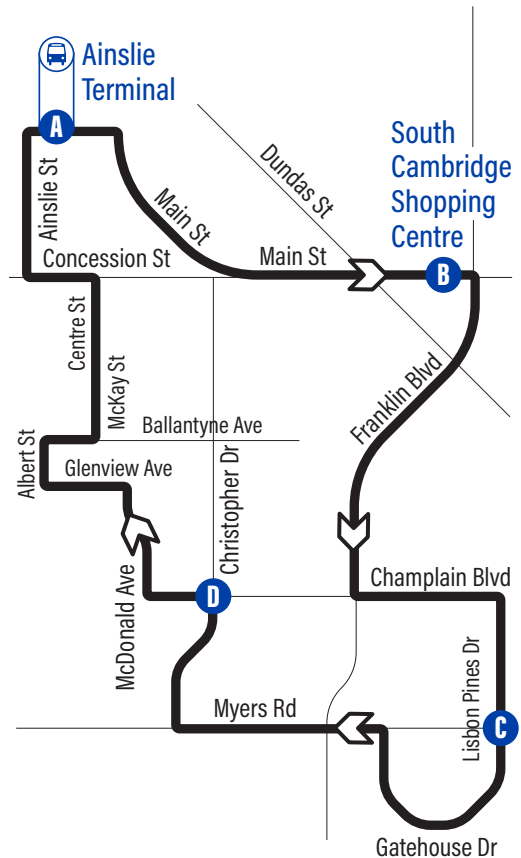 Ainslie
Terminal
A
South
Cambridge
Shopping
Centre
Dundas St
Ainslie St
Main St
Main St
Concession St
B
Centre St
McKay St
Franklin Blvd
Ballantyne Ave
Albert St
Glenview Ave
Christopher Dr
Champlain Blvd
D
McDonald Ave
Lisbon Pines Dr
Myers Rd
C
Gatehouse Dr